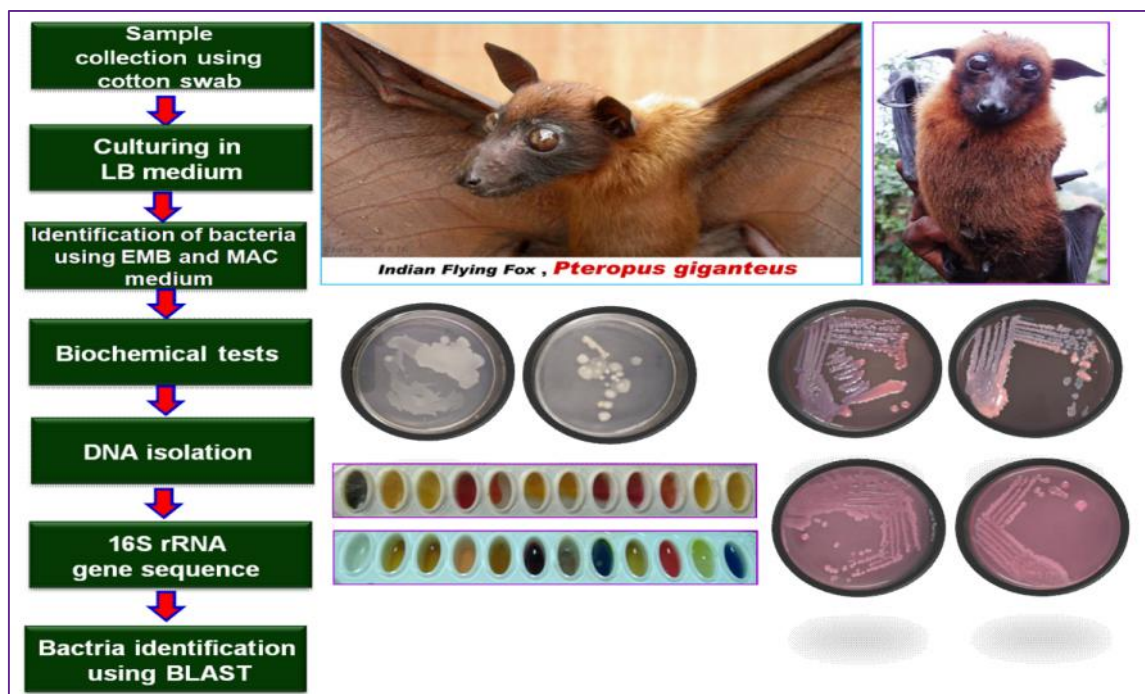 Sample
collection using
cotton swab
Culturing in
LB medium
Identification of bacteria
using EMB and MAC
medium
Biochemical tests
DNA isolation
16S rRNA
gene sequence
Bactria identification
using BLAST
Indian Flying Fox , Pteropus giganteus